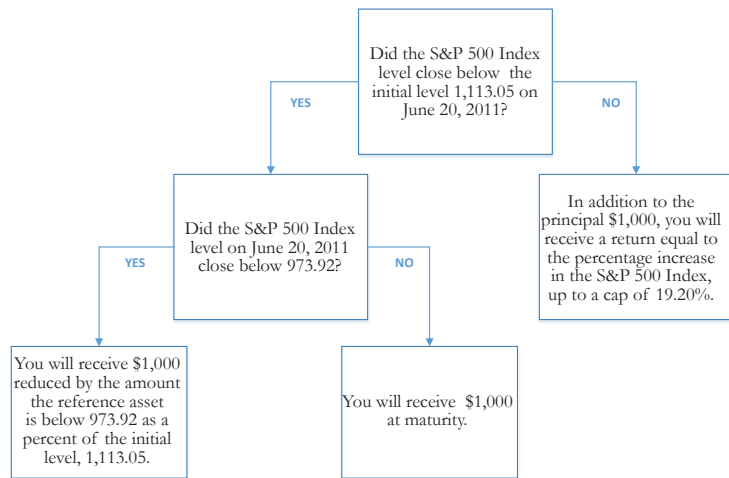 Did the S&P 500 Index
level close below the
initial level 1,113.05 on
June 20, 2011?
YES
NO
Did the S&P 500 Index
level on June 20, 2011
close below 973.92?
In addition to the
principal $1,000, you will
receive a return equal to
the percentage increase
in the S&P 500 Index,
up to a cap of 19.20%.
YES
NO
You will receive $1,000
reduced by the amount
the reference asset
is below 973.92 as a
percent of the initial
level, 1,113.05.
You will receive $1,000
at maturity.